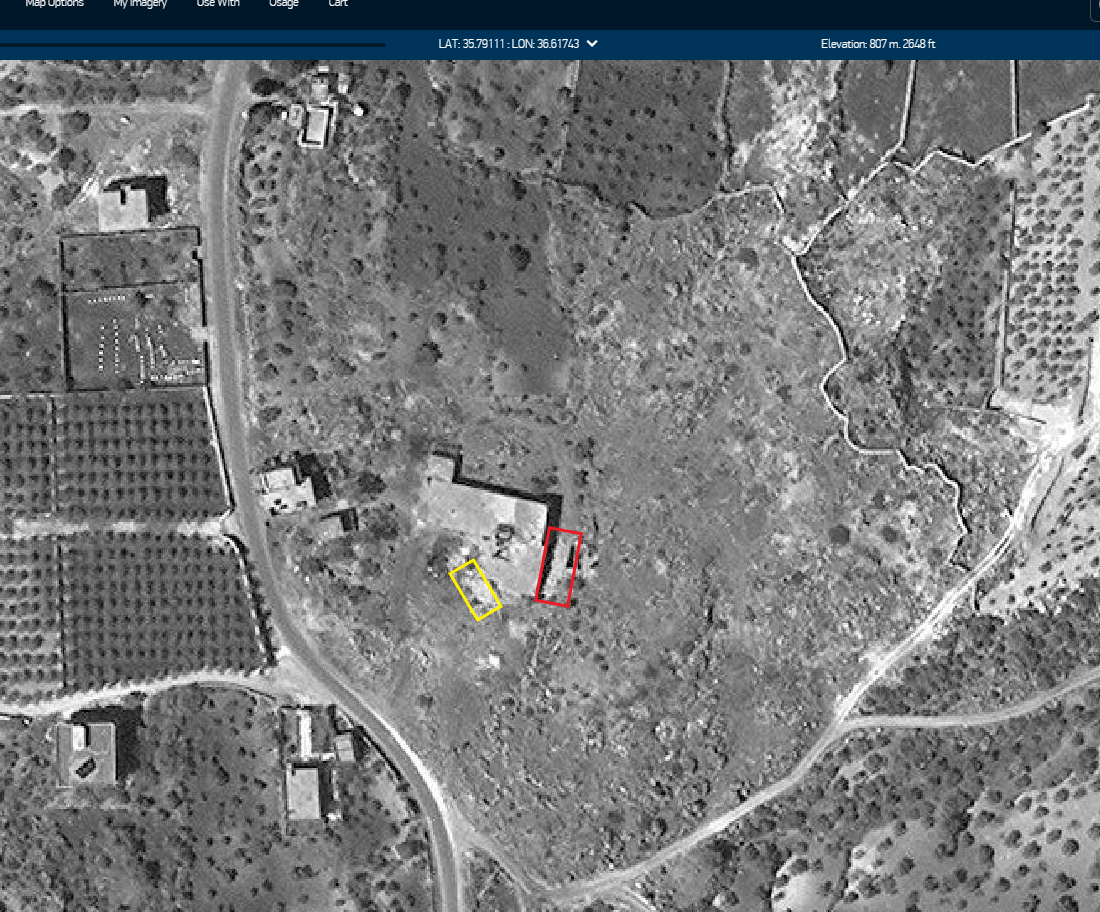 Map Options My Imagery Use With Usage Cart
LAT: 35.79111 : LON: 36.61743 Elevation: 807 m. 2648 ft